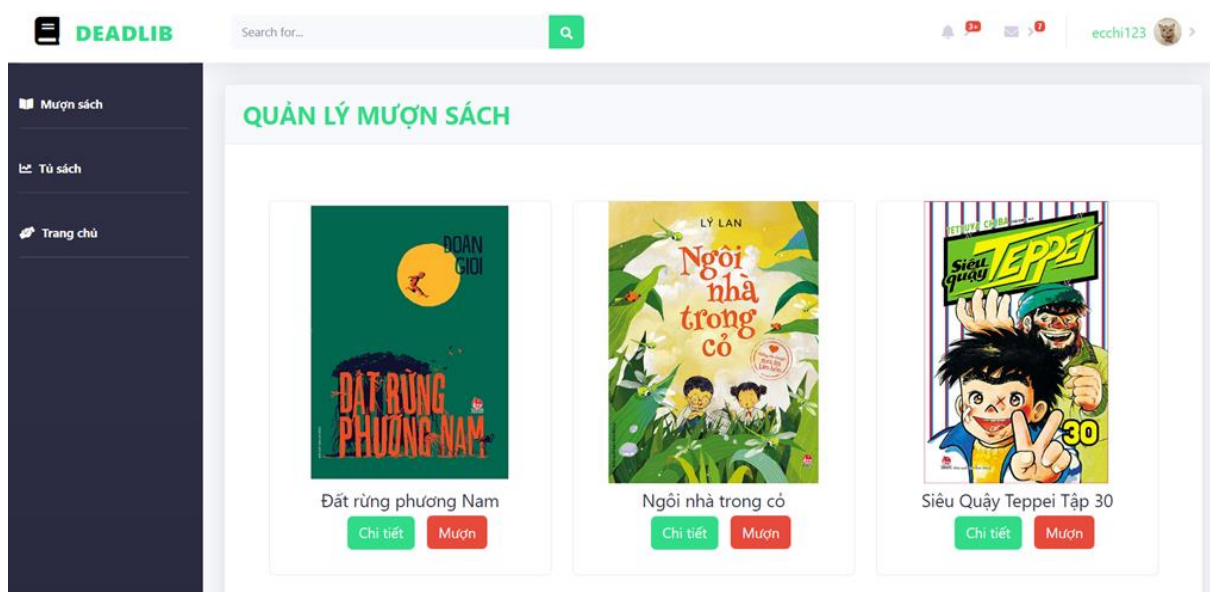 DEADLIB
Search for...
3+
7
ecchi123
Mượn sách
Tủ sách
Trang chủ
QUẢN LÝ MƯỢN SÁCH
ĐOÀN
GIỎI
ĐẤT RỪNG
PHƯƠNG NAM
Đất rừng phương Nam
Chi tiết
Mượn
LÝ LAN
Ngôi
nhà
trong
cỏ
Ngôi nhà trong cỏ
Chi tiết
Mượn
TETSUYA CHIBA
Siêu
quậy
TEPPEI
30
Siêu Quậy Teppei Tập 30
Chi tiết
Mượn